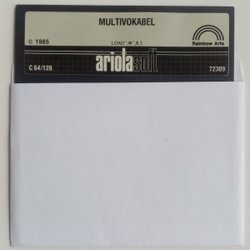 MULTIVOKABEL
© 1985
LOAD"*",8,1
Rainbow Arts
ariolasoft
C 64/128
72309